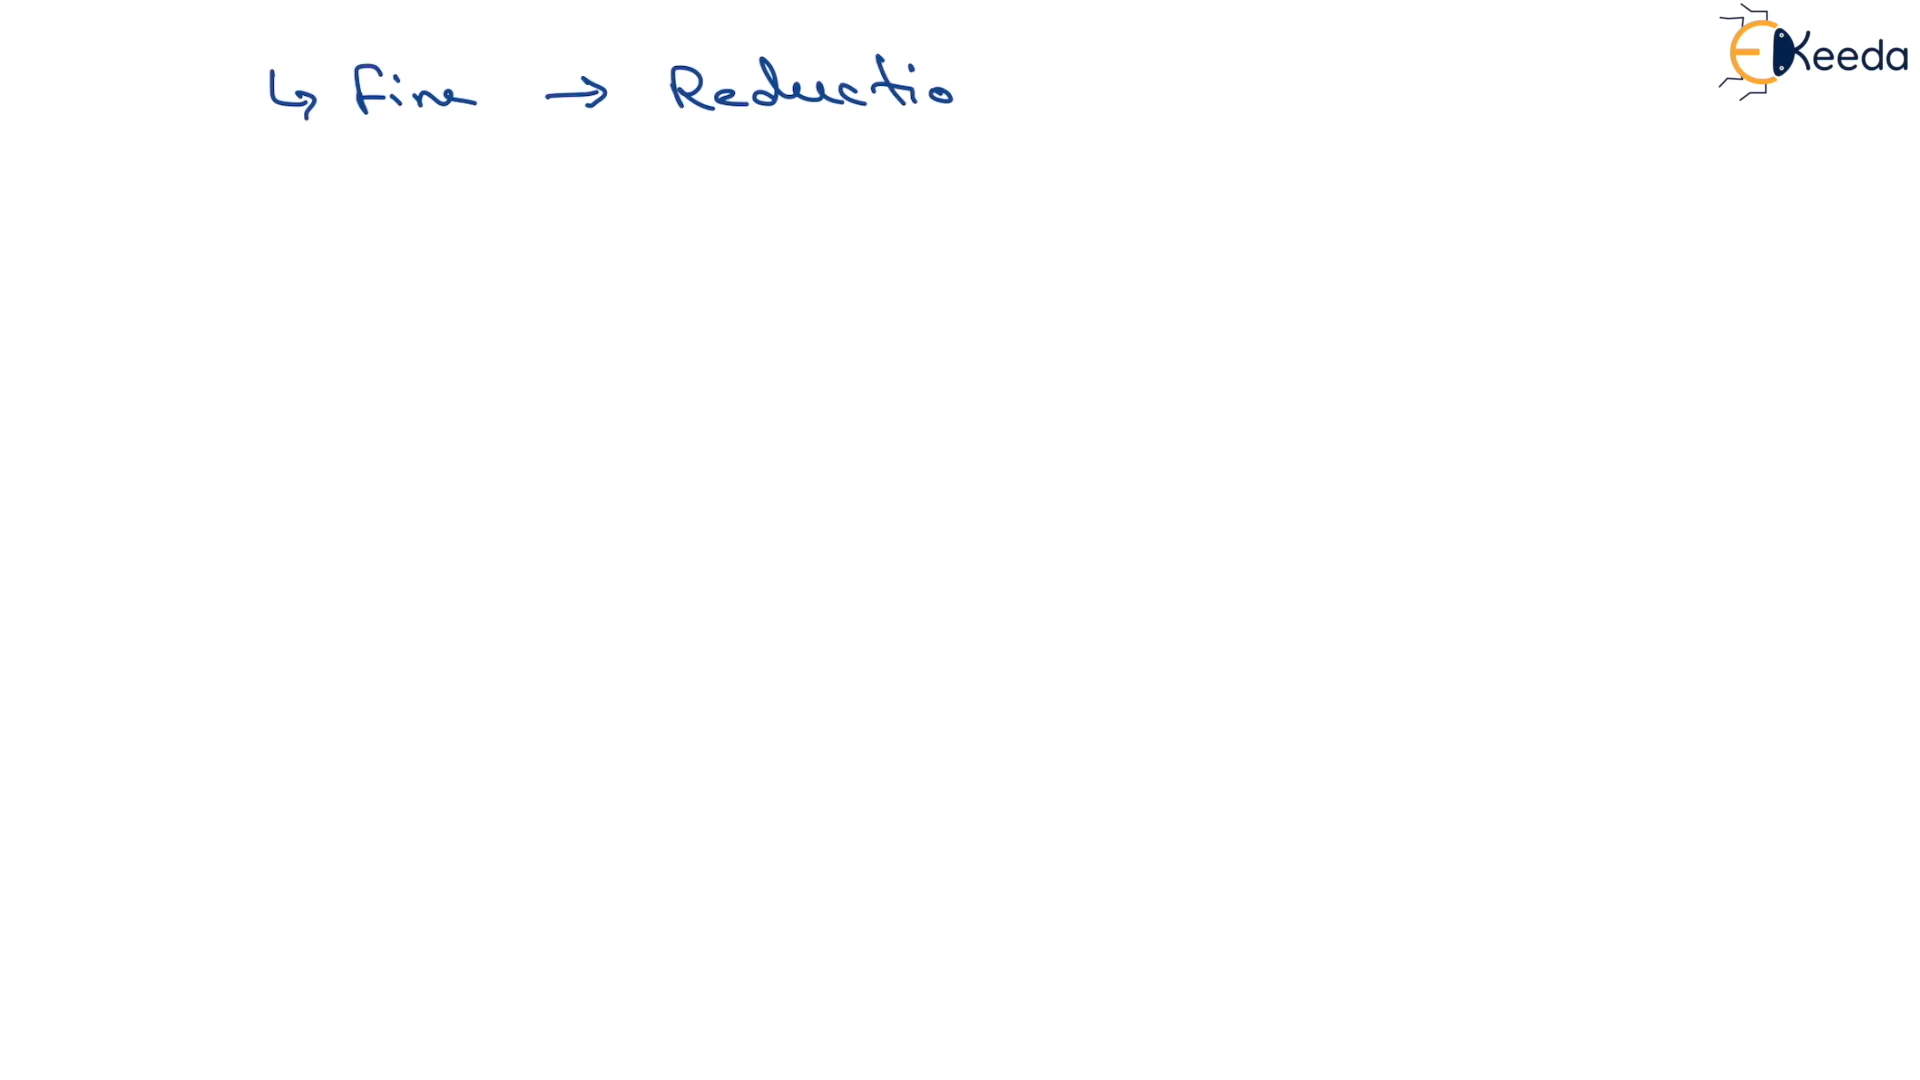 ↳ Fine → Reductio
EKeeda